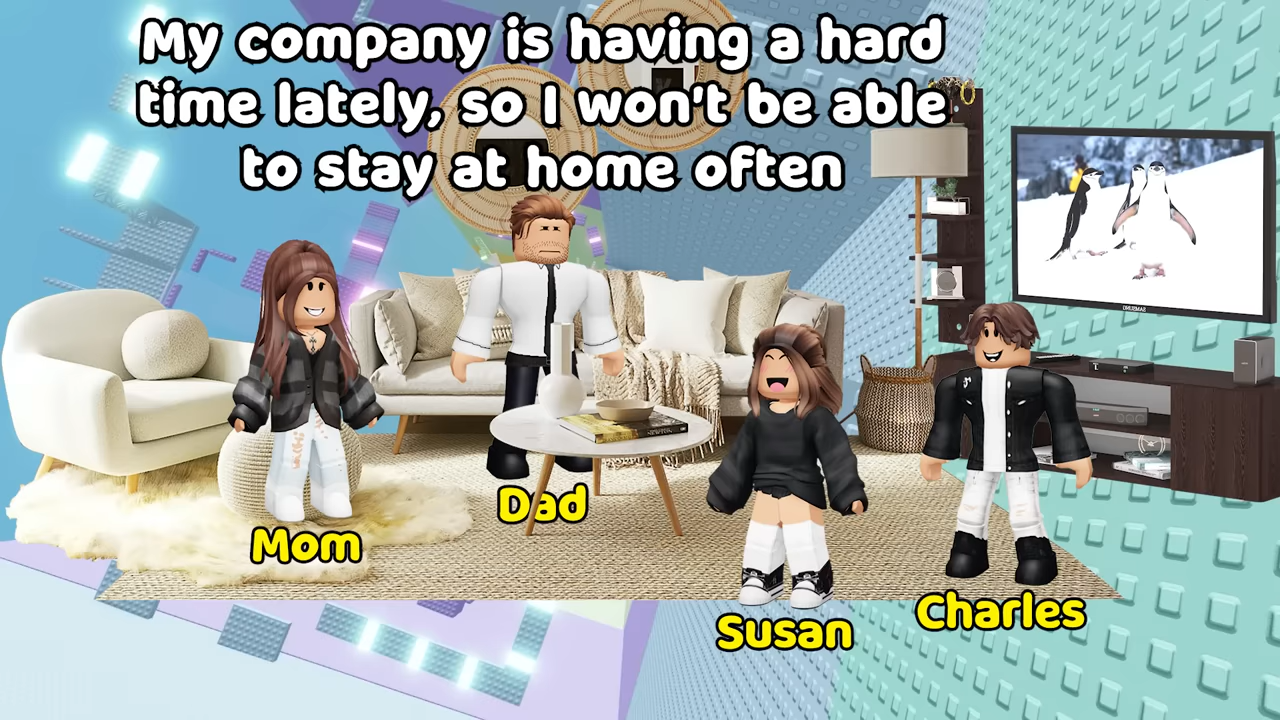 My company is having a hard
time lately, so I won't be able
to stay at home often
Mom
Dad
Susan
Charles